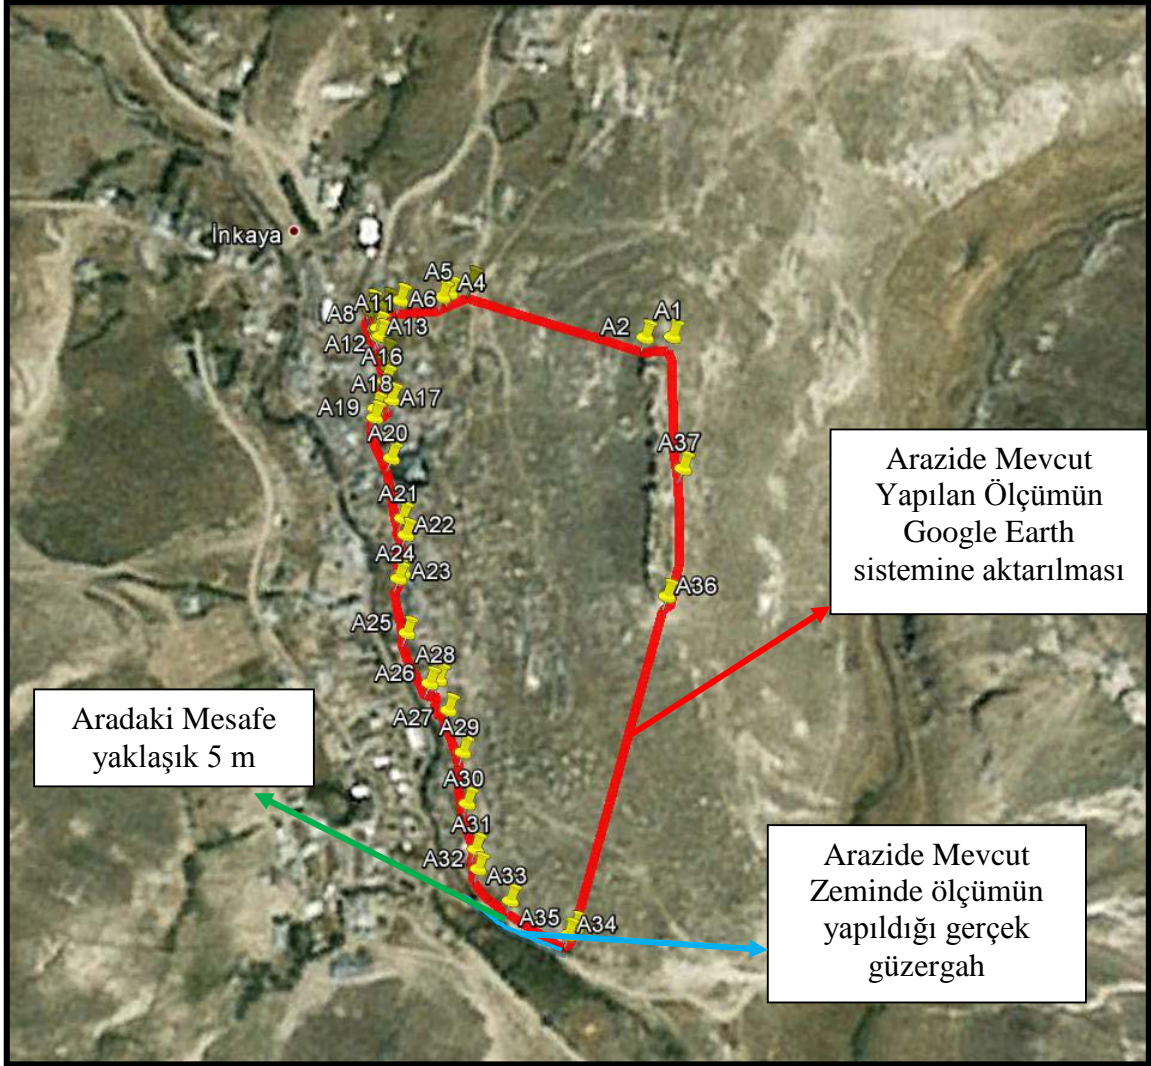 İnkaya
A5
A4
A11
A6
A8
A13
A1
A2
A12
A16
A18
A17
A19
A20
A37
A21
A22
A24
A23
A36
A25
A28
A26
A27
A29
A30
A31
A32
A33
A35
A34
Arazide Mevcut
Yapılan Ölçümün
Google Earth
sistemine aktarılması
Aradaki Mesafe
yaklaşık 5 m
Arazide Mevcut
Zeminde ölçümün
yapıldığı gerçek
güzergah